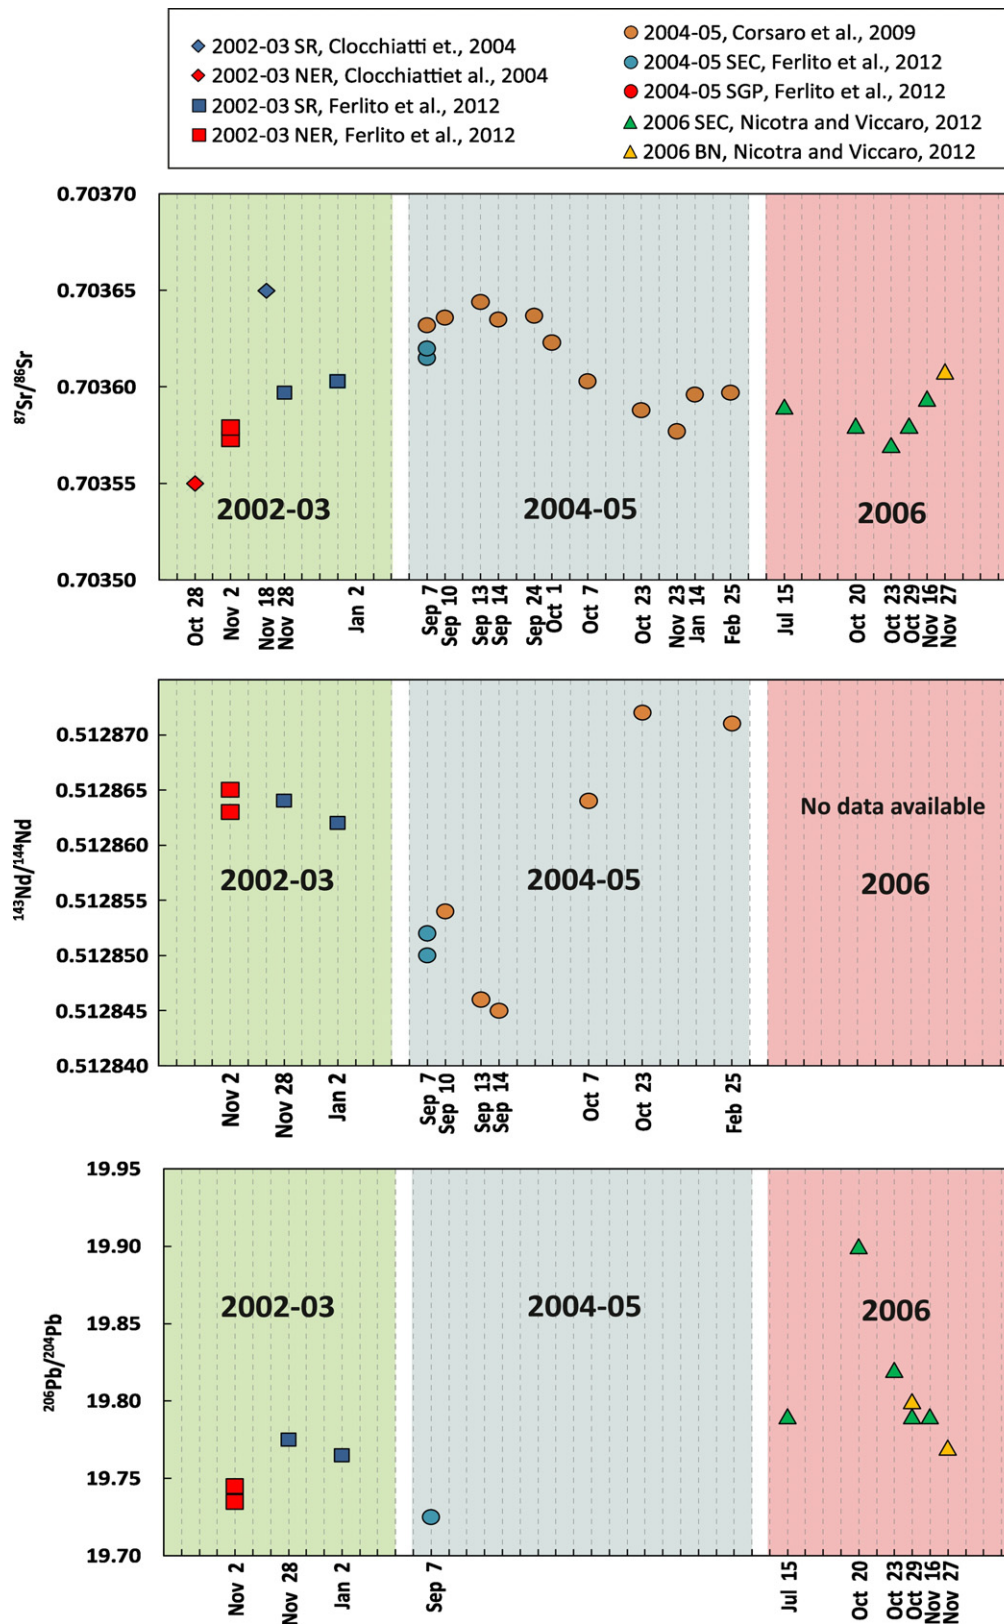 2002-03 SR, Clocchiatti et., 2004
2002-03 NER, Clocchiattiet al., 2004
2002-03 SR, Ferlito et al., 2012
2002-03 NER, Ferlito et al., 2012
2004-05, Corsaro et al., 2009
2004-05 SEC, Ferlito et al., 2012
2004-05 SGP, Ferlito et al., 2012
2006 SEC, Nicotra and Viccaro, 2012
2006 BN, Nicotra and Viccaro, 2012
⁸⁷Sr/⁸⁶Sr
0.70370
0.70365
0.70360
0.70355
0.70350
2002-03
2004-05
2006
Oct 28
Nov 2
Nov 18
Nov 28
Jan 2
Sep 7
Sep 10
Sep 13
Sep 14
Sep 24
Oct 1
Oct 7
Oct 23
Nov 23
Jan 14
Feb 25
Jul 15
Oct 20
Oct 23
Oct 29
Nov 16
Nov 27
¹⁴³Nd/¹⁴⁴Nd
0.512870
0.512865
0.512860
0.512855
0.512850
0.512845
0.512840
2002-03
2004-05
No data available
2006
Nov 2
Nov 28
Jan 2
Sep 7
Sep 10
Sep 13
Sep 14
Oct 7
Oct 23
Feb 25
²⁰⁶Pb/²⁰⁴Pb
19.95
19.90
19.85
19.80
19.75
19.70
2002-03
2004-05
2006
Nov 2
Nov 28
Jan 2
Sep 7
Jul 15
Oct 20
Oct 23
Oct 29
Nov 16
Nov 27